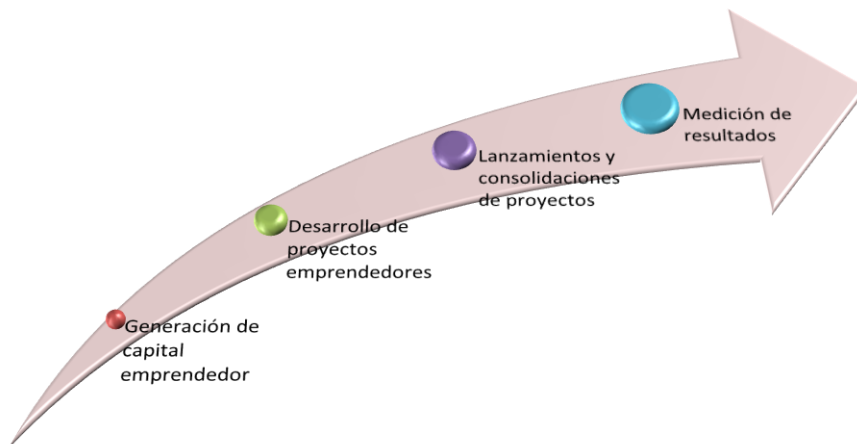 Generación de
capital
emprendedor
Desarrollo de
proyectos
emprendedores
Lanzamientos y
consolidaciones
de proyectos
Medición de
resultados